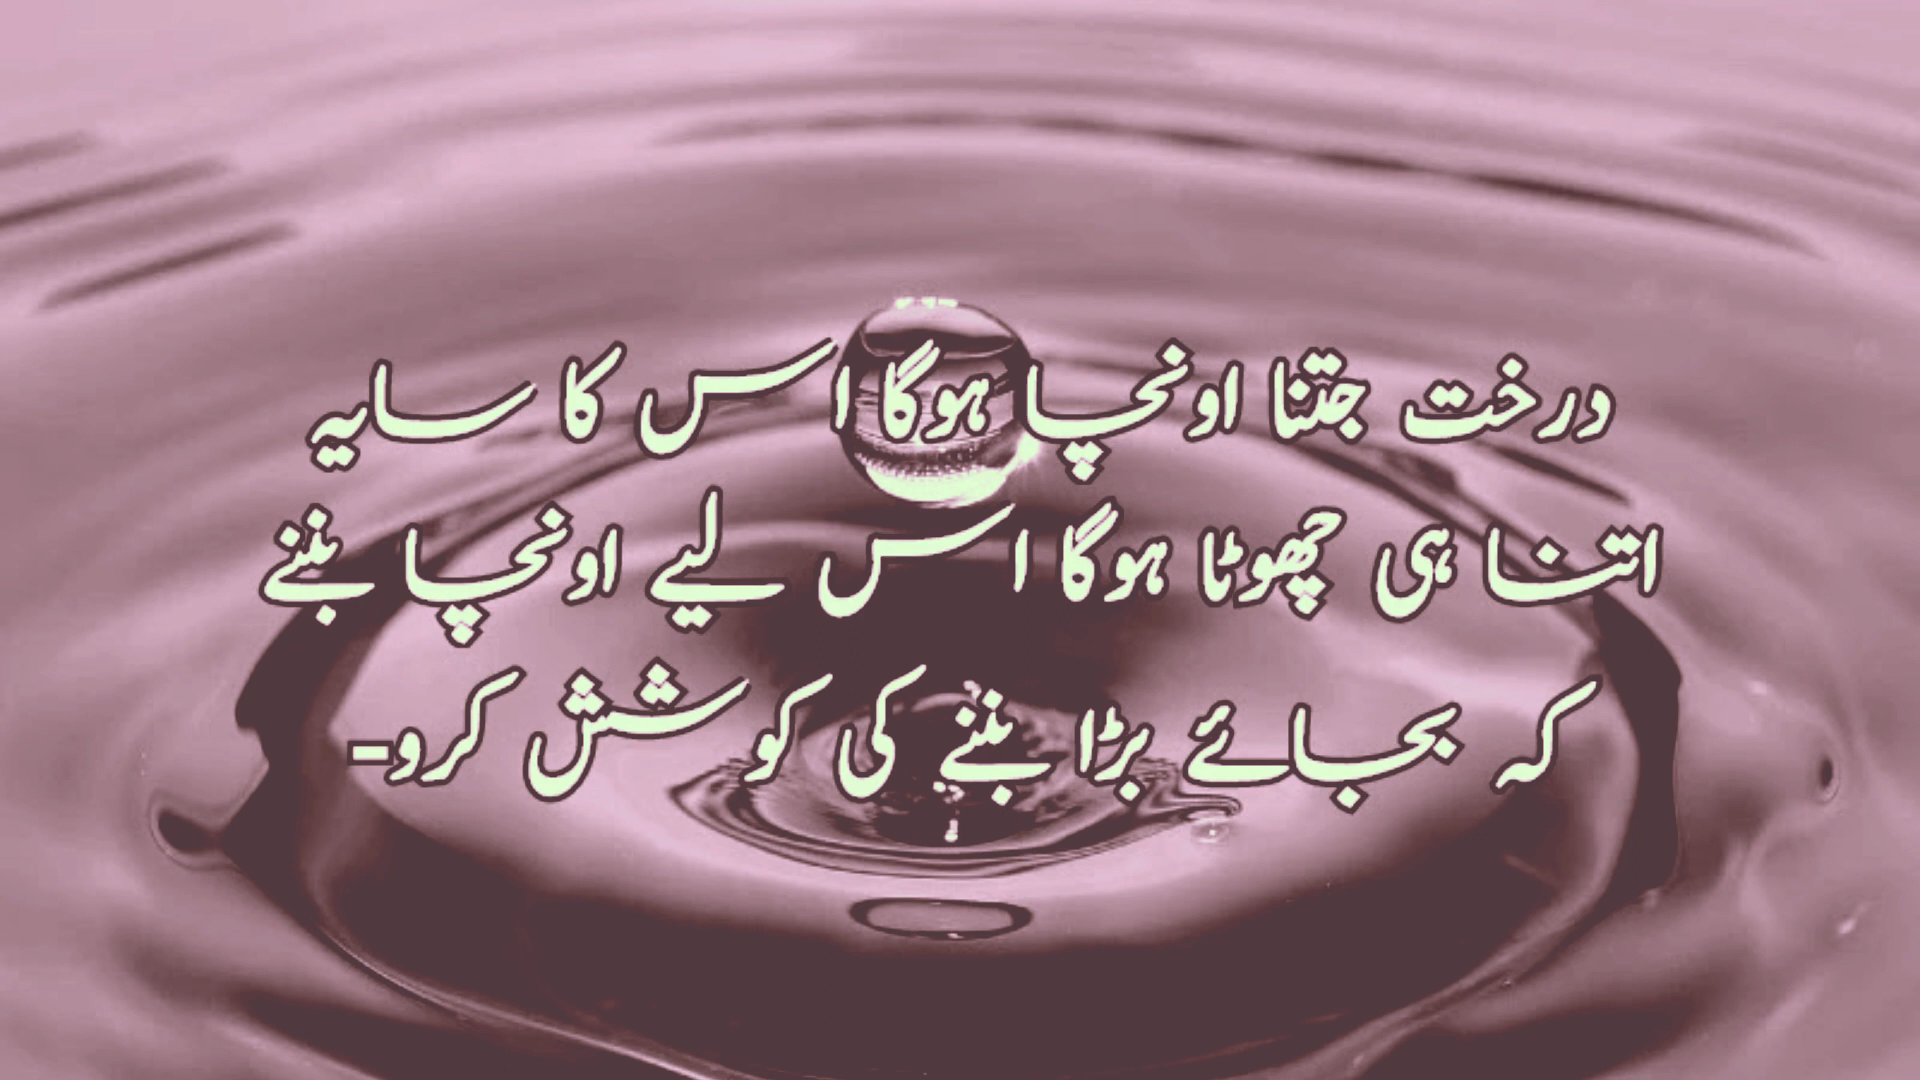 درخت جتنا اونچا ہوگا اس کا سایہ
اتنا ہی چھوٹا ہوگا اس لیے اونچا بننے
کہ بجائے بڑا بننے کی کوشش کرو-